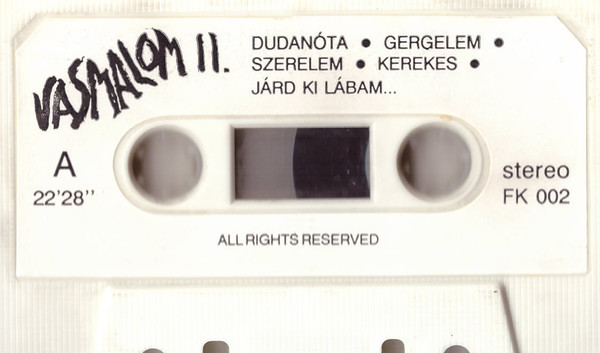 VASMALOM II.
DUDANÓTA • GERGELEM •
SZERELEM • KEREKES •
JÁRD KI LÁBAM...
A
22'28''
stereo
FK 002
ALL RIGHTS RESERVED